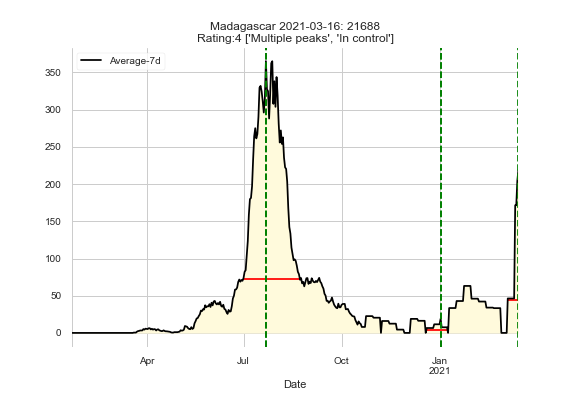 Madagascar 2021-03-16: 21688
Rating:4 ['Multiple peaks', 'In control']
Average-7d
350
300
250
200
150
100
50
0
Apr
Jul
Oct
Jan
2021
Date